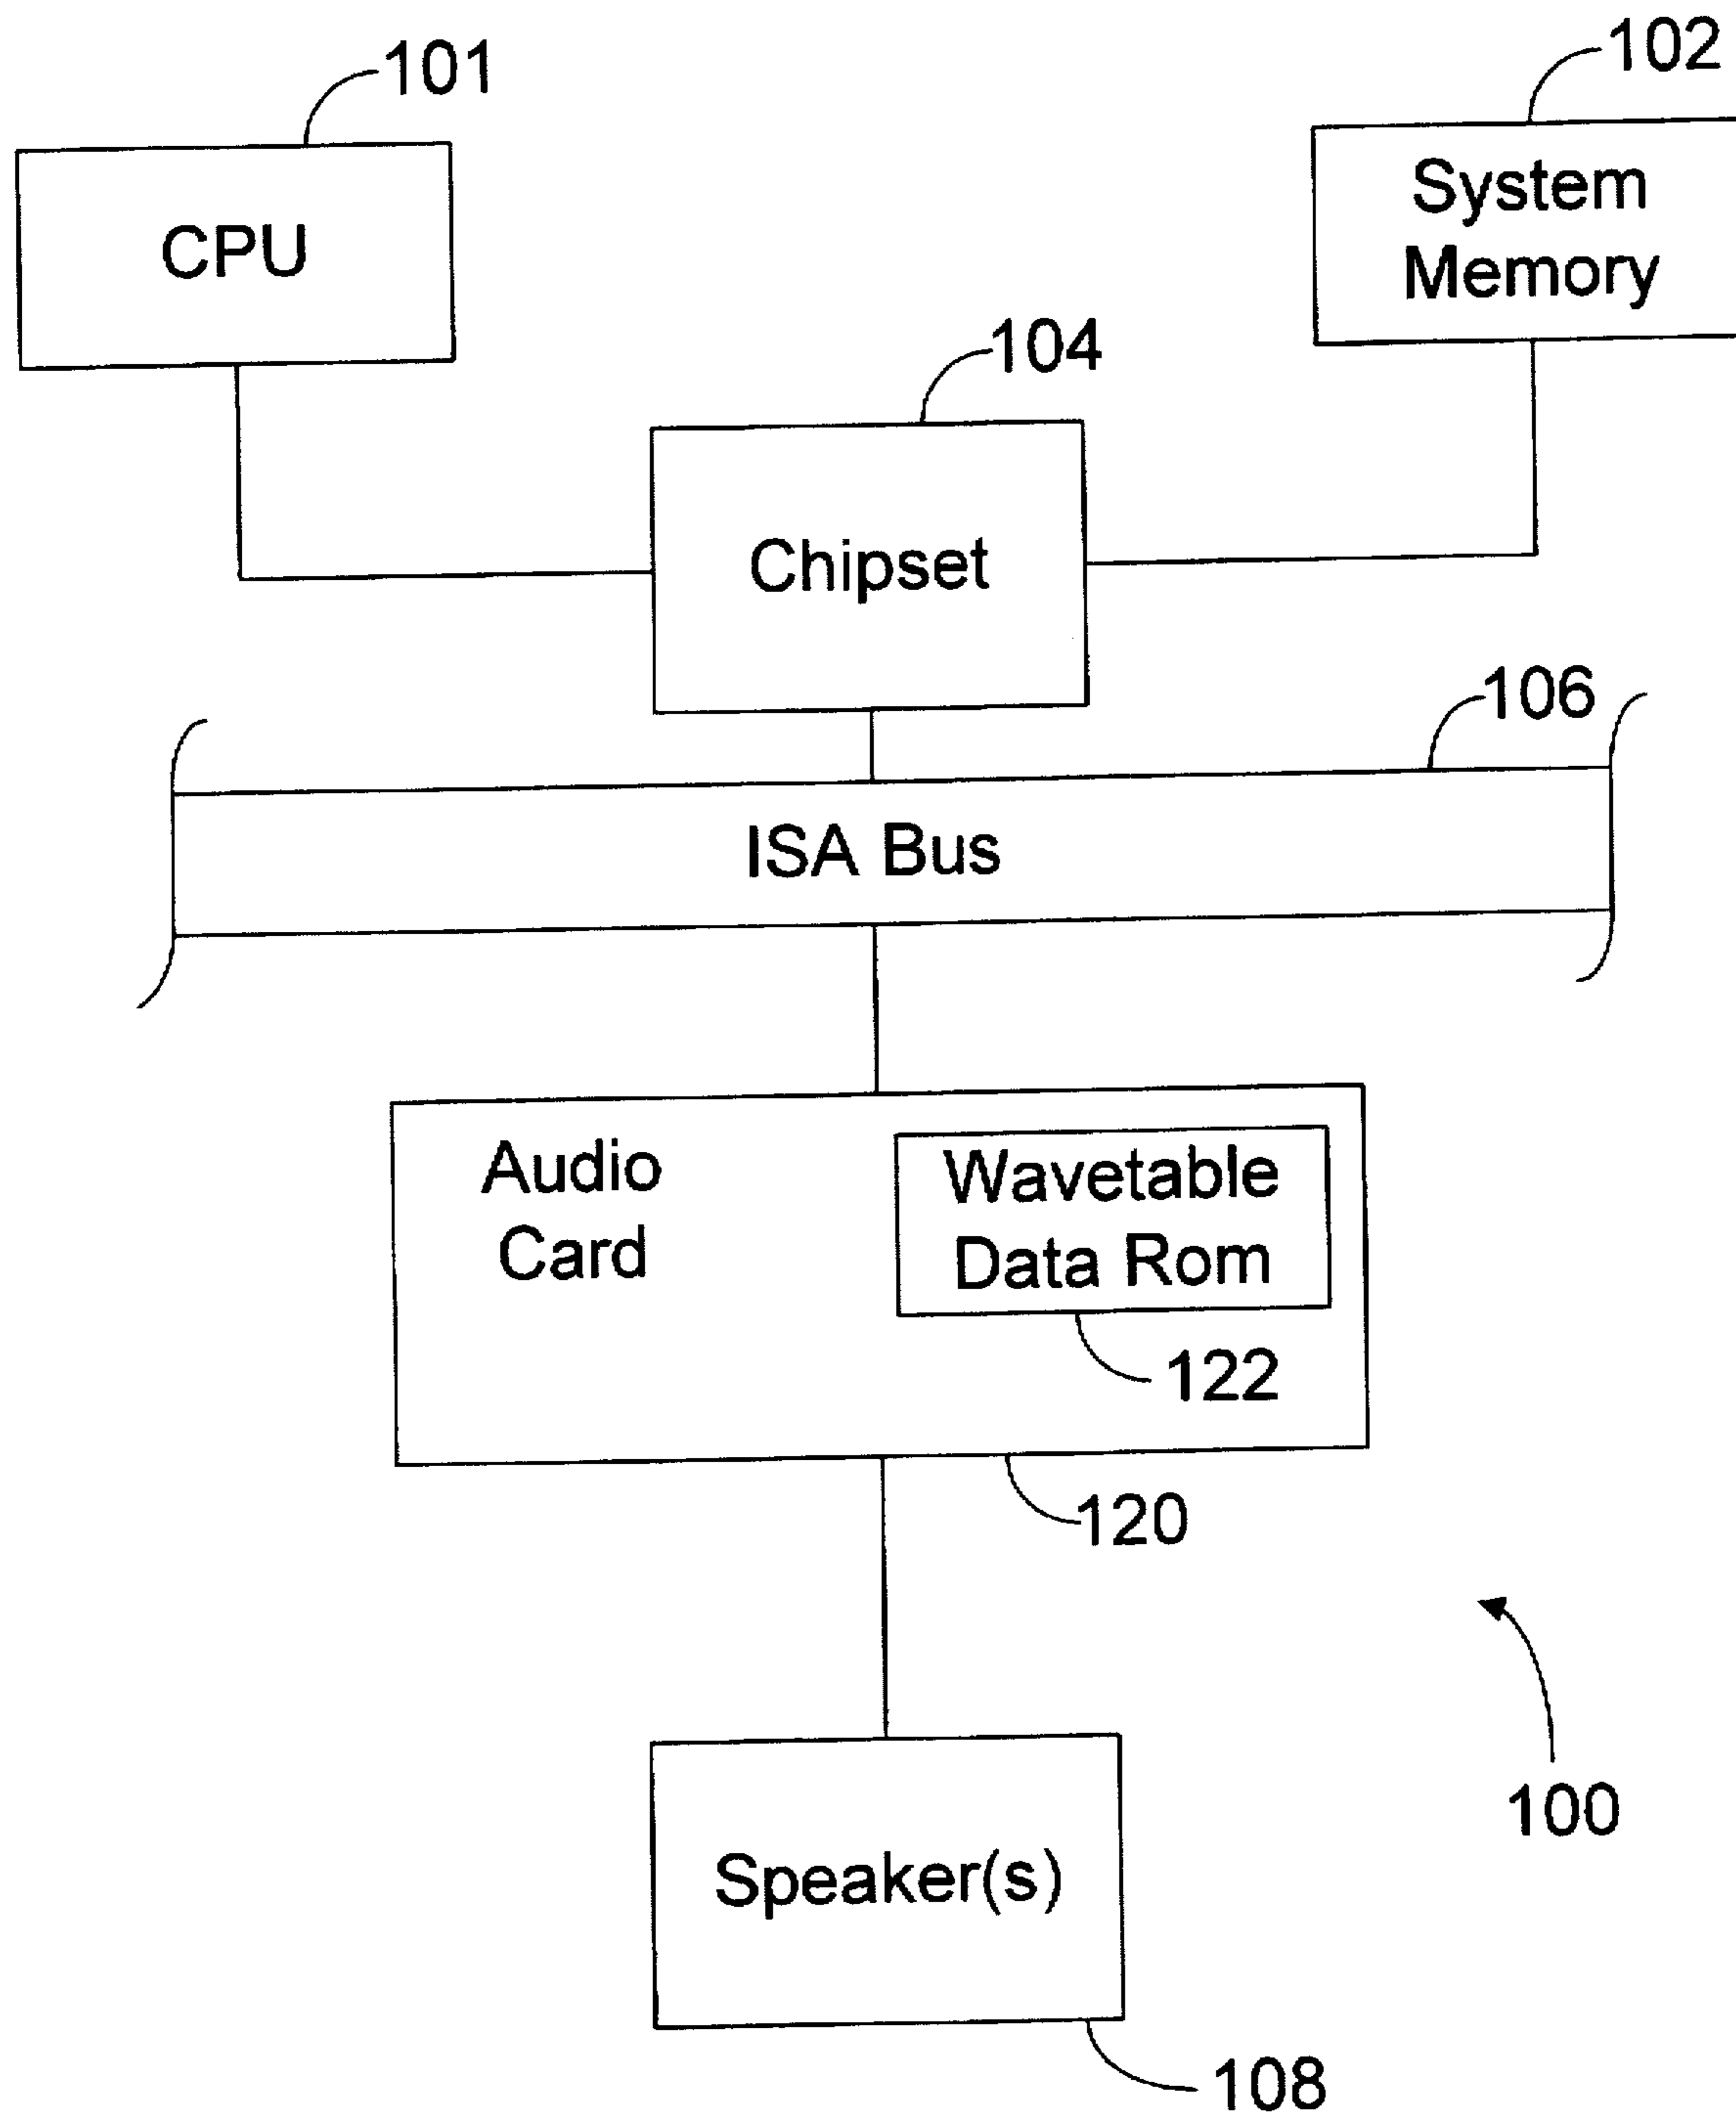 101
102
CPU
System
Memory
104
Chipset
106
ISA Bus
Audio
Card
Wavetable
Data Rom
122
120
100
Speaker(s)
108